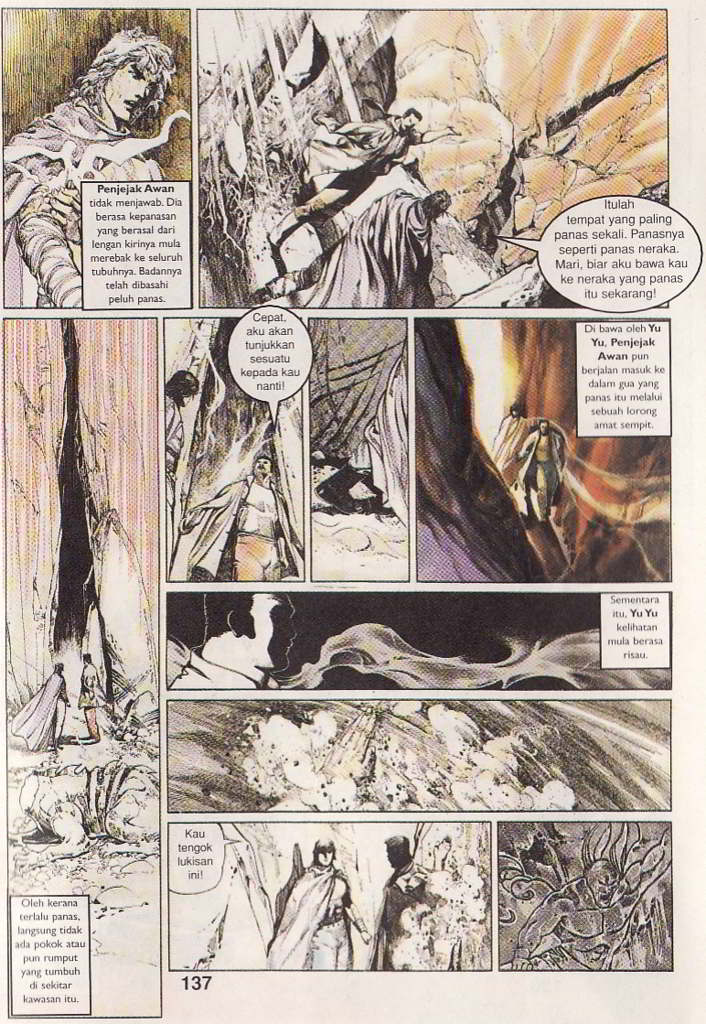 Penjejak Awan
tidak menjawab. Dia
berasa kepanasan
yang berasal dari
lengan kirinya mula
merebak ke seluruh
tubuhnya. Badannya
telah dibasahi
peluh panas.
Itulah
tempat yang paling
panas sekali. Panasnya
seperti panas neraka.
Mari, biar aku bawa kau
ke neraka yang panas
itu sekarang!
Oleh kerana
terlalu panas,
langsung tidak
ada pokok atau
pun rumput
yang tumbuh
di sekitar
kawasan itu.
Cepat,
aku akan
tunjukkan
sesuatu
kepada kau
nanti!
Di bawa oleh Yu
Yu, Penjejak
Awan pun
berjalan masuk ke
dalam gua yang
panas itu melalui
sebuah lorong
amat sempit.
Sementara
itu, Yu Yu
kelihatan
mula berasa
risau.
Kau
tengok
lukisan
ini!
137